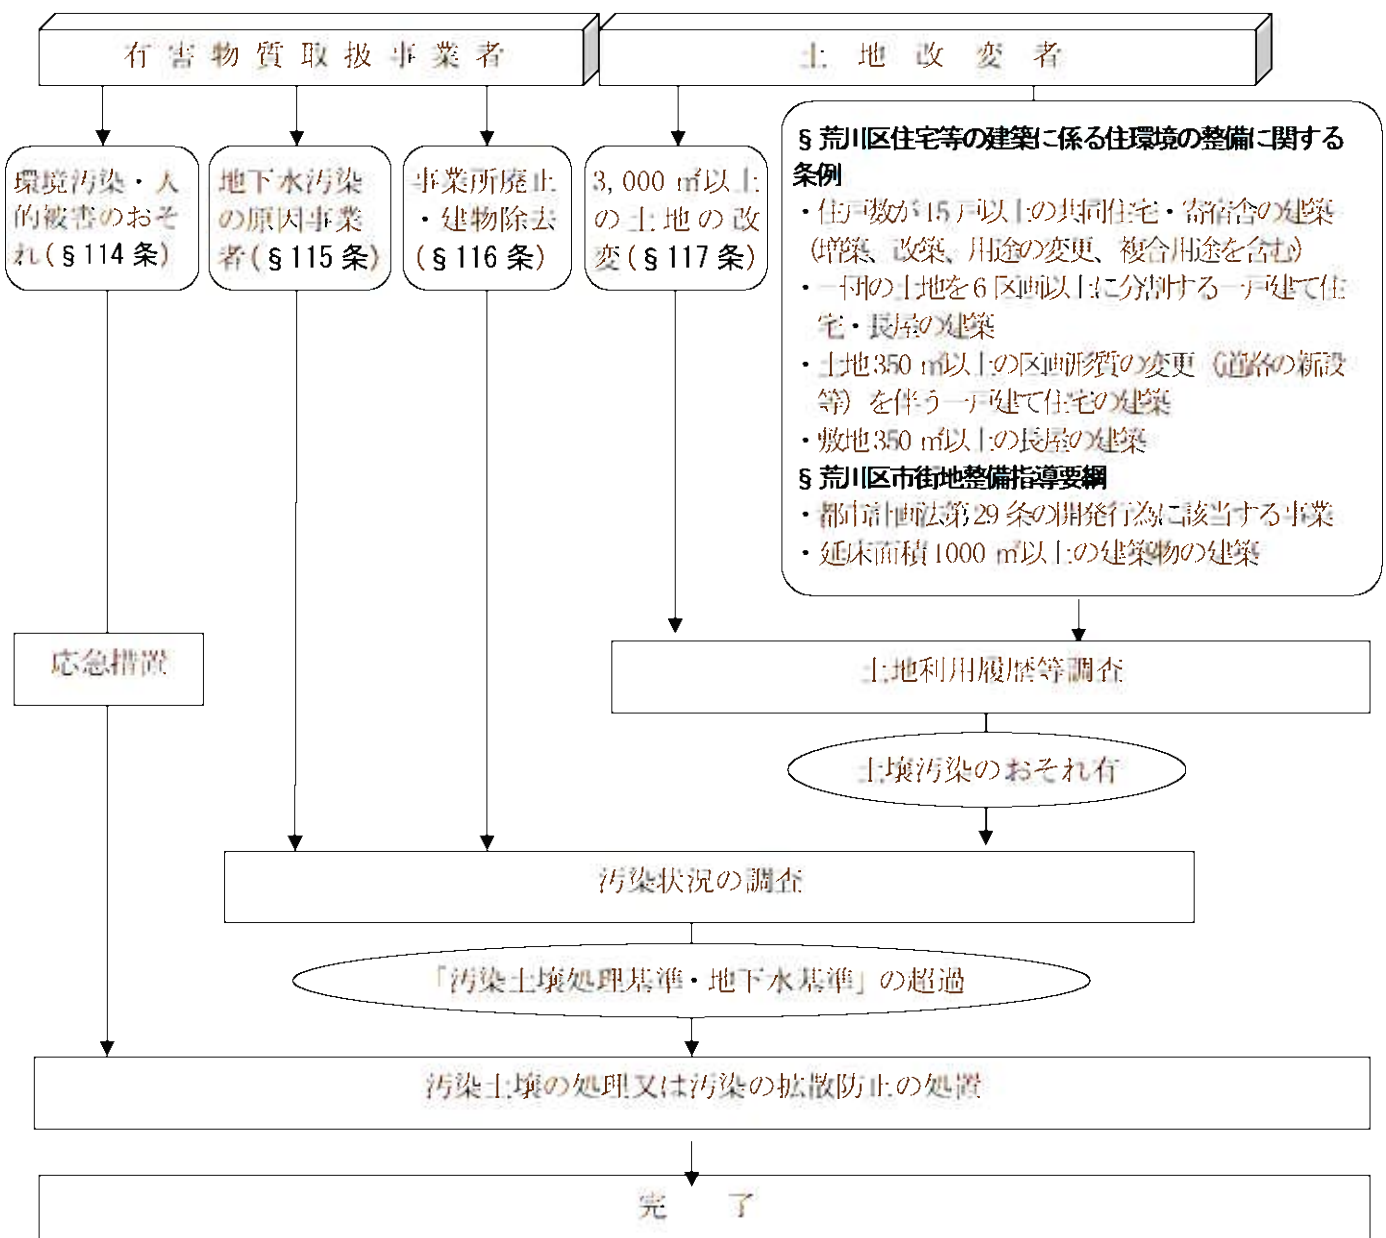 有害物質取扱事業者
土地改変者
環境汚染・人
的被害のおそ
れ(§114条)
地下水汚染
の原因事業
者(§115条)
事業所廃止
・建物除去
(§116条)
3,000㎡以上
の土地の改
変(§117条)
§荒川区住宅等の建築に係る住環境の整備に関する
条例
・住戸数が15戸以上の共同住宅・寄宿舎の建築
(増築、改築、用途の変更、複合用途を含む)
・一団の土地を6区画以上に分割する一戸建て住
宅・長屋の建築
・土地350㎡以上の区画形質の変更（道路の新設
等）を伴う一戸建て住宅の建築
・敷地350㎡以上の長屋の建築
§荒川区市街地整備指導要綱
・都市計画法第29条の開発行為に該当する事業
・延床面積1000㎡以上の建築物の建築
応急措置
土地利用履歴等調査
土壌汚染のおそれ有
汚染状況の調査
「汚染土壌処理基準・地下水基準」の超過
汚染土壌の処理又は汚染の拡散防止の処置
完　了